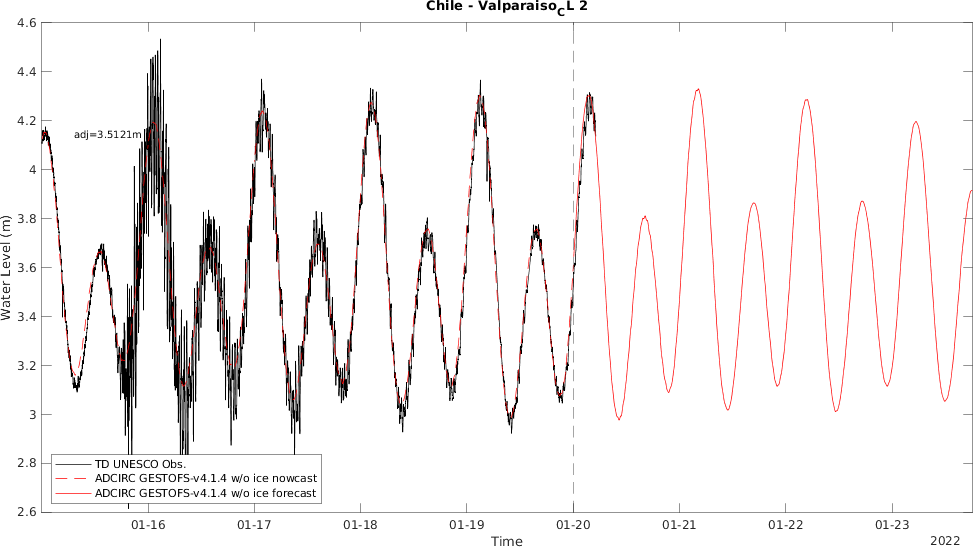 Chile - Valparaiso_CL 2
4.6
4.4
4.2
4
3.8
3.6
3.4
3.2
3
2.8
2.6
Water Level (m)
adj=3.5121m
TD UNESCO Obs.
ADCIRC GESTOFS-v4.1.4 w/o ice nowcast
ADCIRC GESTOFS-v4.1.4 w/o ice forecast
01-16 01-17 01-18 01-19 01-20 01-21 01-22 01-23
Time
2022